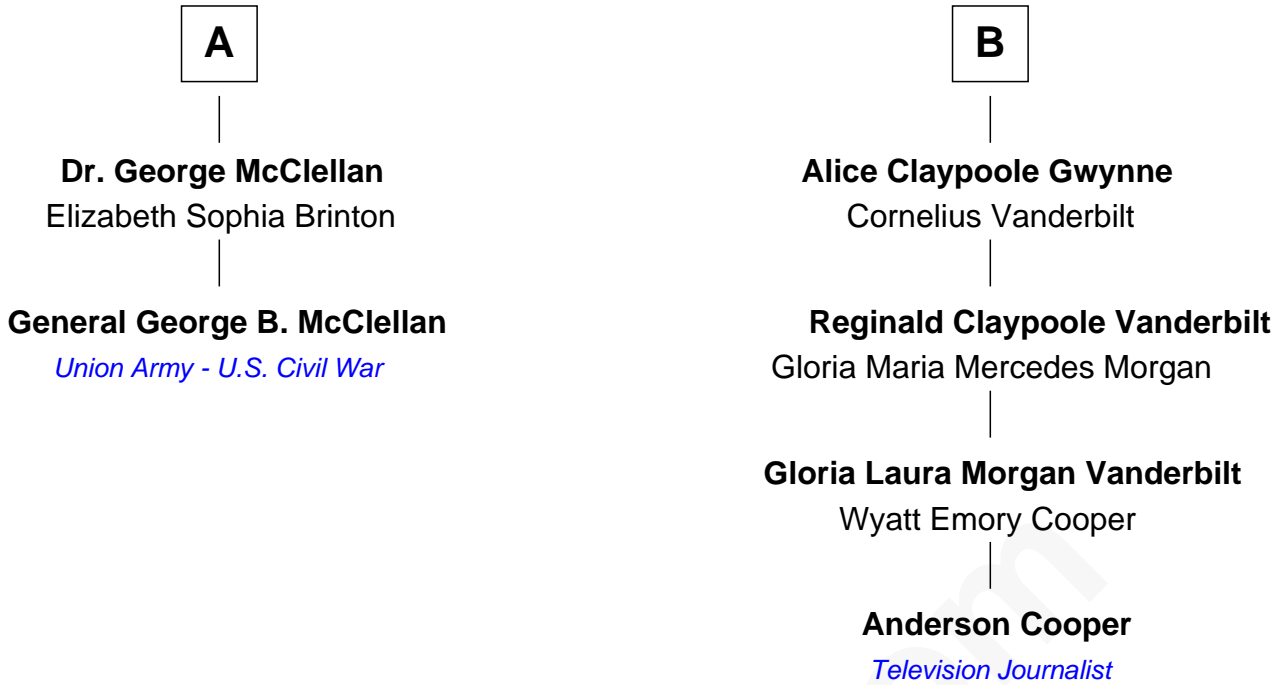 A
Dr. George McClellan
Elizabeth Sophia Brinton
General George B. McClellan
Union Army - U.S. Civil War
B
Alice Claypoole Gwynne
Cornelius Vanderbilt
Reginald Claypoole Vanderbilt
Gloria Maria Mercedes Morgan
Gloria Laura Morgan Vanderbilt
Wyatt Emory Cooper
Anderson Cooper
Television Journalist